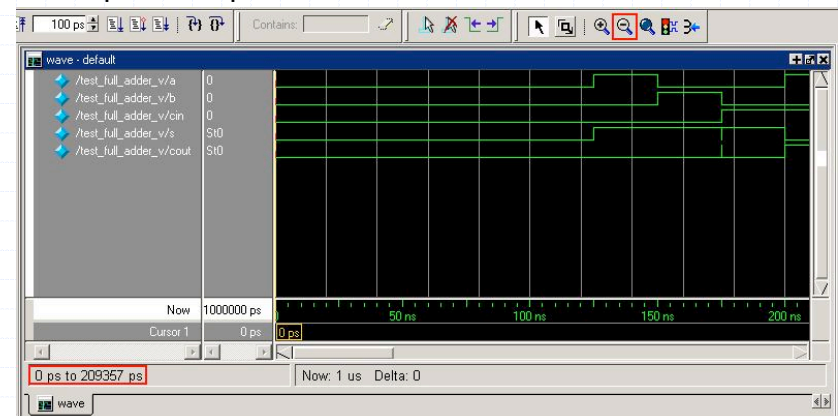 100 ps
Contains:
wave - default
/test_full_adder_v/a 0
/test_full_adder_v/b 0
/test_full_adder_v/cin 0
/test_full_adder_v/s St0
/test_full_adder_v/cout St0
Now 1000000 ps
50 ns 100 ns 150 ns 200 ns
Cursor 1 0 ps 0 ps
0 ps to 209357 ps Now: 1 us Delta: 0
wave